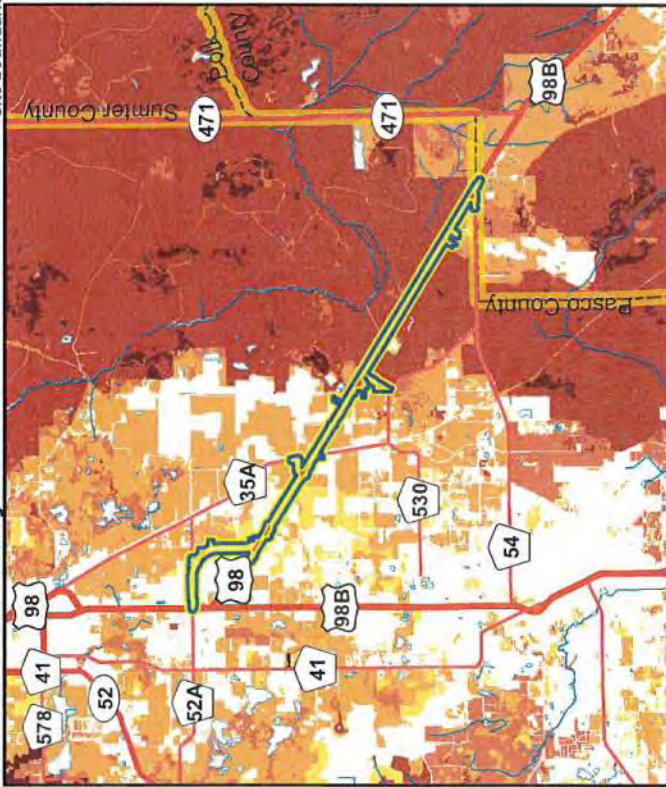 98
41
578
52
52A
41
98B
98
35A
530
54
471
471
98B
Sumter County
Polk
County
Pasco County